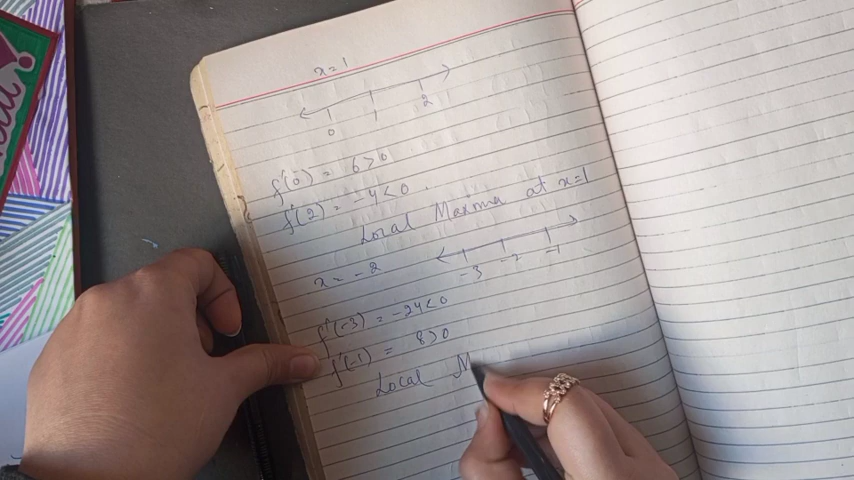 x = 1
0 1 2
f'(0) = 6 > 0
f'(2) = -4 < 0.
Local Maxma at x=1
x = -2
-3 -2 -1
f'(-3) = -24 < 0
f'(-1) = 8 > 0
Local M